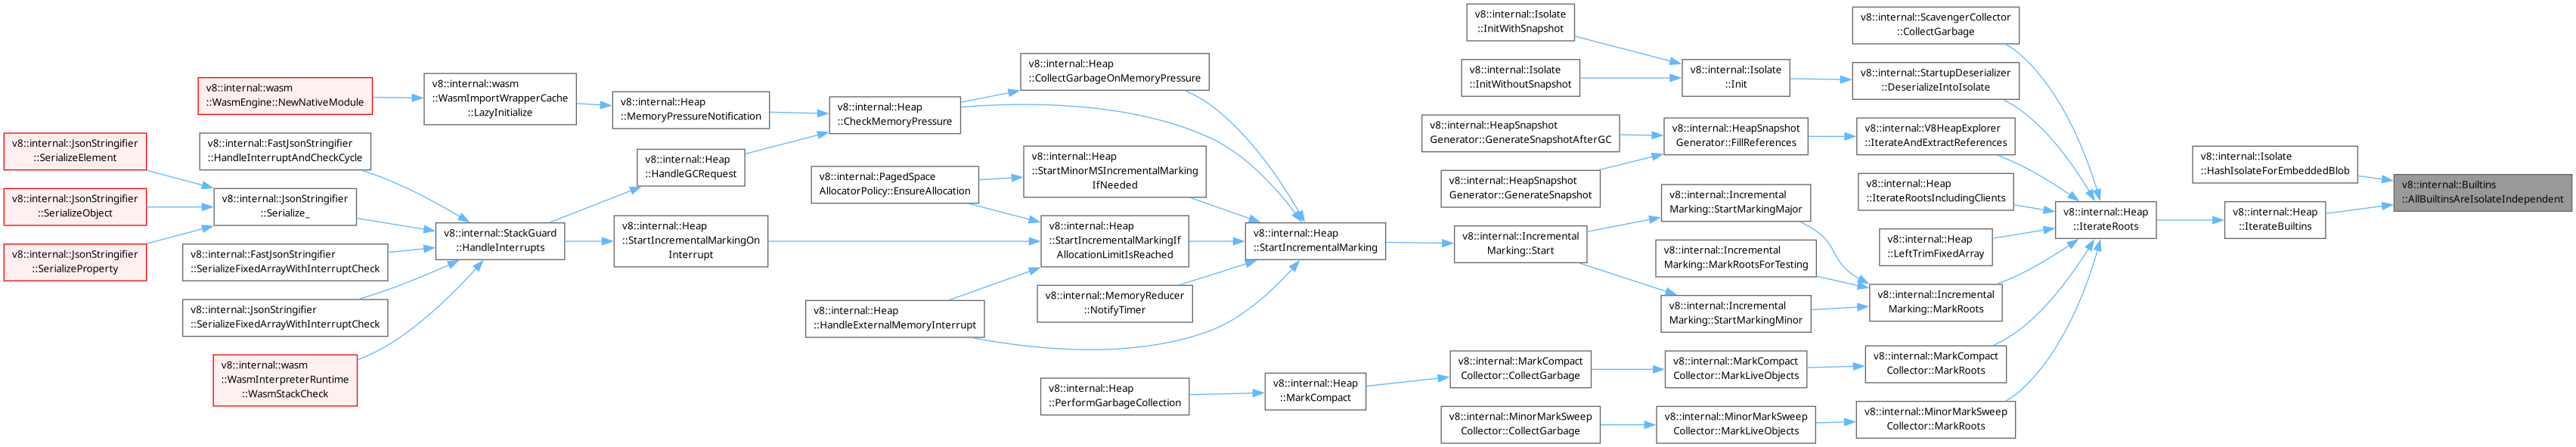 v8::internal::Builtins
::AllBuiltinsAreIsolateIndependent
v8::internal::Isolate
::HashIsolateForEmbeddedBlob
v8::internal::Heap
::IterateBuiltins
v8::internal::Heap
::IterateRoots
v8::internal::ScavengerCollector
::CollectGarbage
v8::internal::StartupDeserializer
::DeserializeIntoIsolate
v8::internal::Isolate
::Init
v8::internal::Isolate
::InitWithSnapshot
v8::internal::Isolate
::InitWithoutSnapshot
v8::internal::V8HeapExplorer
::IterateAndExtractReferences
v8::internal::HeapSnapshot
Generator::FillReferences
v8::internal::HeapSnapshot
Generator::GenerateSnapshotAfterGC
v8::internal::HeapSnapshot
Generator::GenerateSnapshot
v8::internal::Heap
::IterateRootsIncludingClients
v8::internal::Heap
::LeftTrimFixedArray
v8::internal::Incremental
Marking::MarkRoots
v8::internal::Incremental
Marking::StartMarkingMajor
v8::internal::Incremental
Marking::MarkRootsForTesting
v8::internal::Incremental
Marking::StartMarkingMinor
v8::internal::Incremental
Marking::Start
v8::internal::Heap
::StartIncrementalMarking
v8::internal::Heap
::CollectGarbageOnMemoryPressure
v8::internal::Heap
::CheckMemoryPressure
v8::internal::Heap
::MemoryPressureNotification
v8::internal::wasm
::WasmImportWrapperCache
::LazyInitialize
v8::internal::wasm
::WasmEngine::NewNativeModule
v8::internal::Heap
::HandleGCRequest
v8::internal::StackGuard
::HandleInterrupts
v8::internal::FastJsonStringifier
::HandleInterruptAndCheckCycle
v8::internal::JsonStringifier
::Serialize_
v8::internal::JsonStringifier
::SerializeElement
v8::internal::JsonStringifier
::SerializeObject
v8::internal::JsonStringifier
::SerializeProperty
v8::internal::FastJsonStringifier
::SerializeFixedArrayWithInterruptCheck
v8::internal::JsonStringifier
::SerializeFixedArrayWithInterruptCheck
v8::internal::wasm
::WasmInterpreterRuntime
::WasmStackCheck
v8::internal::Heap
::StartMinorMSIncrementalMarking
IfNeeded
v8::internal::PagedSpace
AllocatorPolicy::EnsureAllocation
v8::internal::Heap
::StartIncrementalMarkingIf
AllocationLimitIsReached
v8::internal::Heap
::StartIncrementalMarkingOn
Interrupt
v8::internal::Heap
::HandleExternalMemoryInterrupt
v8::internal::MemoryReducer
::NotifyTimer
v8::internal::MarkCompact
Collector::MarkRoots
v8::internal::MarkCompact
Collector::MarkLiveObjects
v8::internal::MarkCompact
Collector::CollectGarbage
v8::internal::Heap
::MarkCompact
v8::internal::Heap
::PerformGarbageCollection
v8::internal::MinorMarkSweep
Collector::MarkRoots
v8::internal::MinorMarkSweep
Collector::MarkLiveObjects
v8::internal::MinorMarkSweep
Collector::CollectGarbage